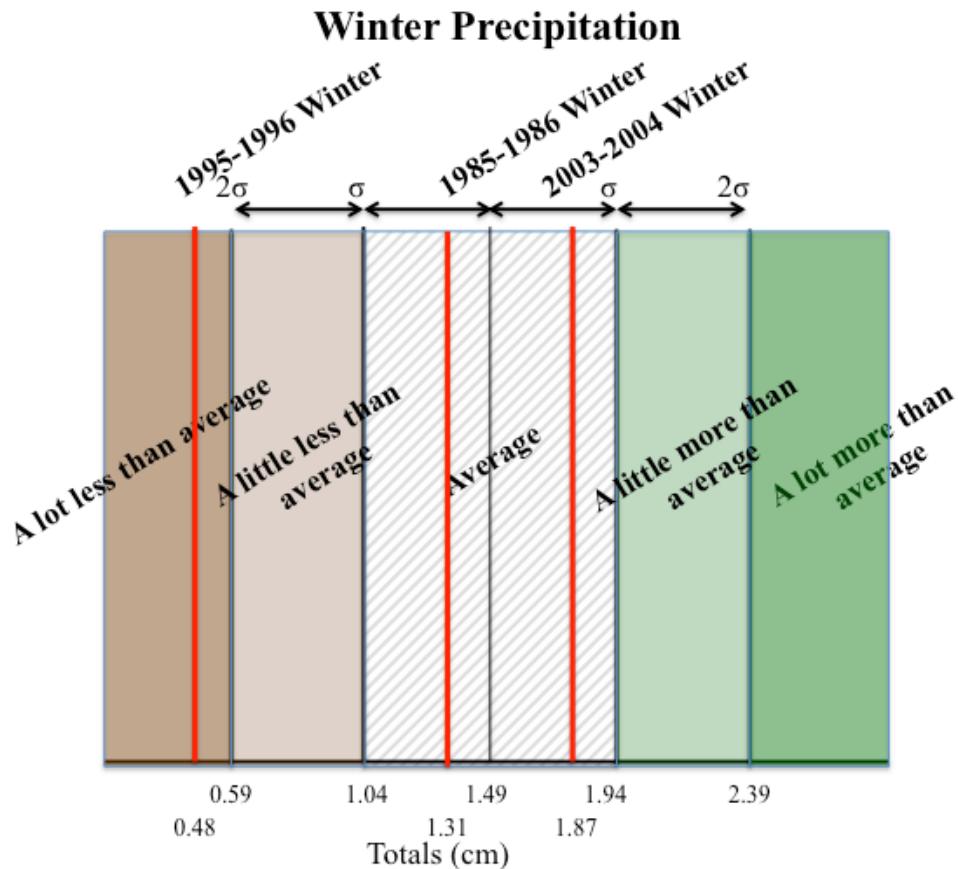 Winter Precipitation
1995-1996 Winter
1985-1986 Winter
2003-2004 Winter
2σ
σ
σ
2σ
A lot less than average
A little less than
average
Average
A little more than
average
A lot more than
average
0.59
1.04
1.49
1.94
2.39
0.48
1.31
1.87
Totals (cm)